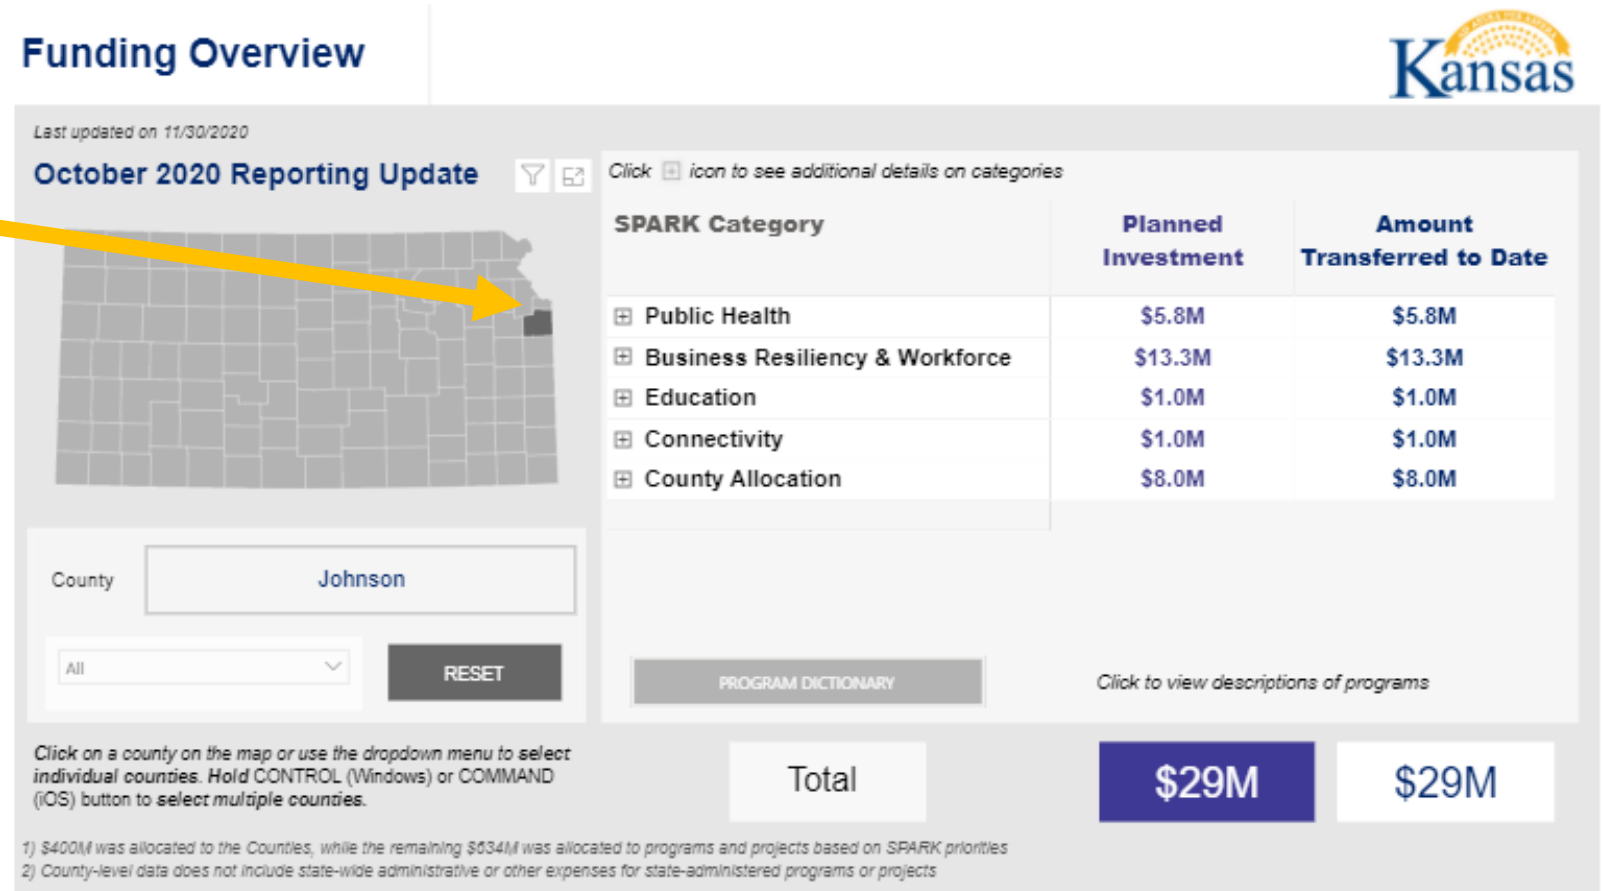 Funding Overview
Kansas
Last updated on 11/30/2020
October 2020 Reporting Update
Click icon to see additional details on categories
SPARK Category
Planned Investment
Amount Transferred to Date
Public Health $5.8M $5.8M
Business Resiliency & Workforce $13.3M $13.3M
Education $1.0M $1.0M
Connectivity $1.0M $1.0M
County Allocation $8.0M $8.0M
County Johnson
All
RESET
PROGRAM DICTIONARY
Click to view descriptions of programs
Click on a county on the map or use the dropdown menu to select
individual counties. Hold CONTROL (Windows) or COMMAND
(iOS) button to select multiple counties.
Total $29M $29M
1) $400M was allocated to the Counties, while the remaining $634M was allocated to programs and projects based on SPARK priorities
2) County-level data does not include state-wide administrative or other expenses for state-administered programs or projects